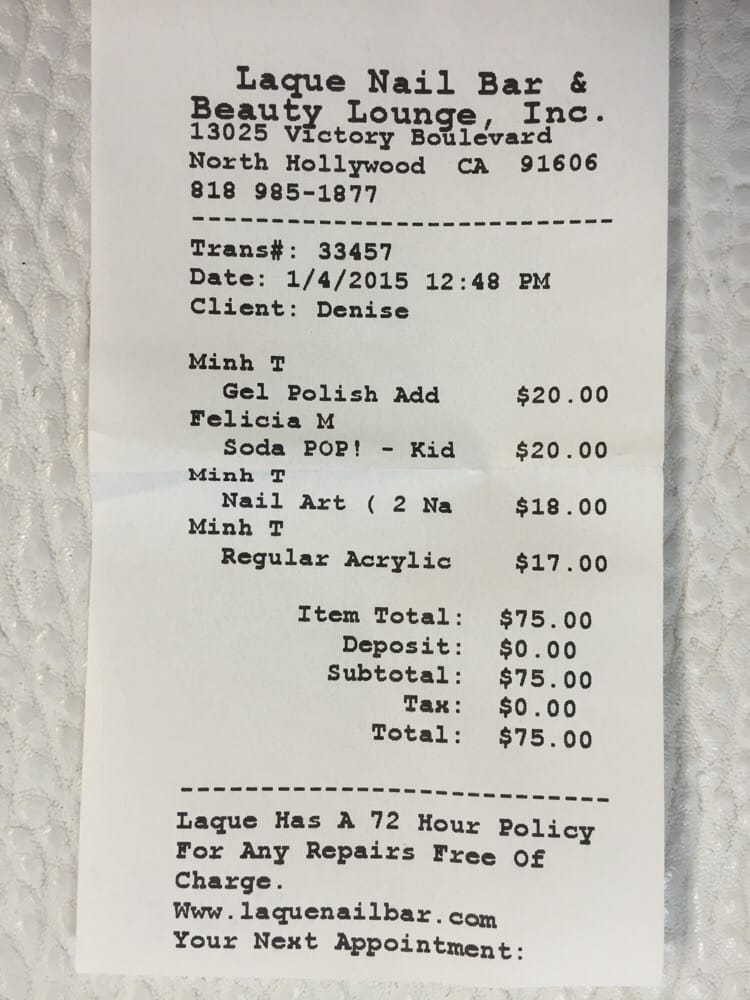 Laque Nail Bar &
Beauty Lounge, Inc.
13025 Victory Boulevard
North Hollywood CA 91606
818 985-1877
---------------------------
Trans#: 33457
Date: 1/4/2015 12:48 PM
Client: Denise
Minh T
Gel Polish Add $20.00
Felicia M
Soda POP! - Kid $20.00
Minh T
Nail Art ( 2 Na $18.00
Minh T
Regular Acrylic $17.00
Item Total: $75.00
Deposit: $0.00
Subtotal: $75.00
Tax: $0.00
Total: $75.00
---------------------------
Laque Has A 72 Hour Policy
For Any Repairs Free Of
Charge.
Www.laquenailbar.com
Your Next Appointment: